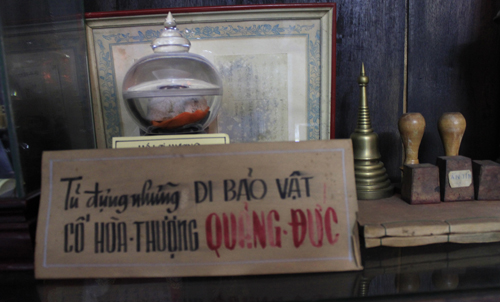 Tủ đựng những DI BẢO VẬT
CỐ HÒA-THƯỢNG QUẢNG-ĐỨC